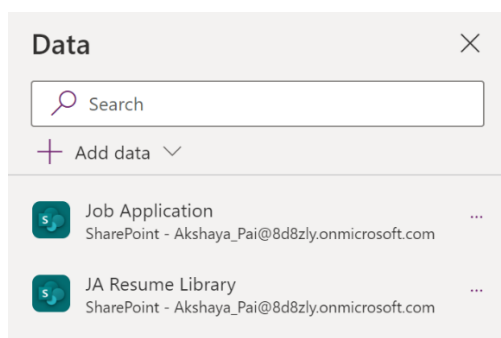 Data
Search
Add data
Job Application
SharePoint - Akshaya_Pai@8d8zly.onmicrosoft.com
JA Resume Library
SharePoint - Akshaya_Pai@8d8zly.onmicrosoft.com